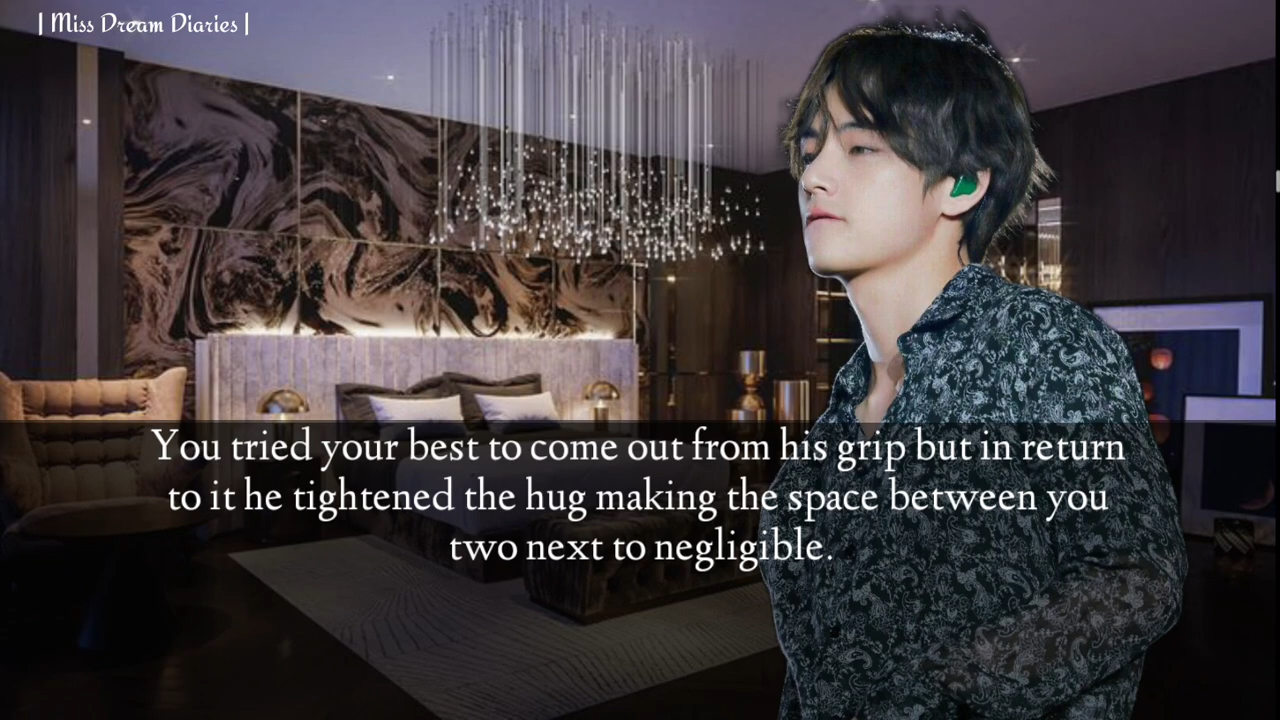 | Miss Dream Diaries |
You tried your best to come out from his grip but in return
to it he tightened the hug making the space between you
two next to negligible.